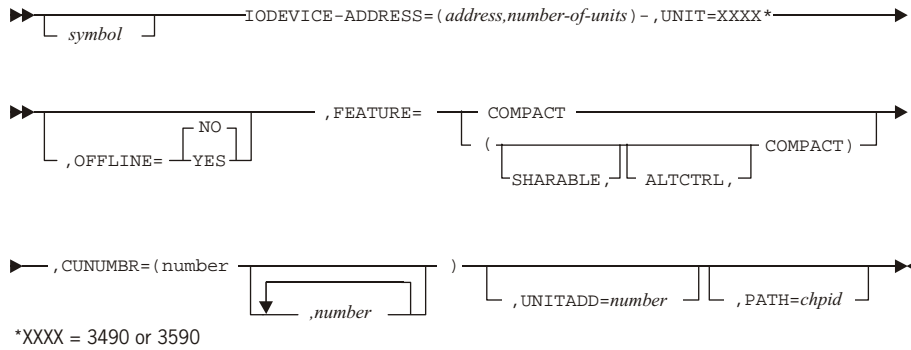 IODEVICE-ADDRESS=(address,number-of-units)-,UNIT=XXXX*
symbol
NO
,FEATURE= COMPACT
,OFFLINE= YES
( COMPACT)
SHARABLE, ALTCTRL,
,CUNUMBR=(number )
,number
,UNITADD=number ,PATH=chpid
*XXXX = 3490 or 3590